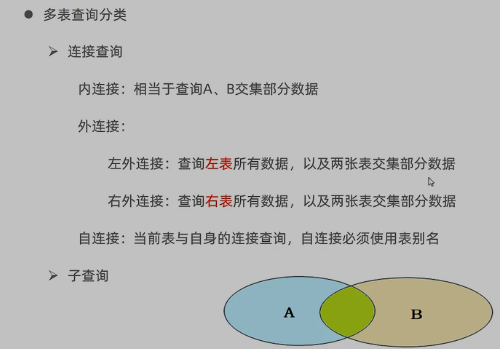 ● 多表查询分类
➢ 连接查询
内连接：相当于查询A、B交集部分数据
外连接：
左外连接：查询左表所有数据，以及两张表交集部分数据
右外连接：查询右表所有数据，以及两张表交集部分数据
自连接：当前表与自身的连接查询，自连接必须使用表别名
➢ 子查询
A B